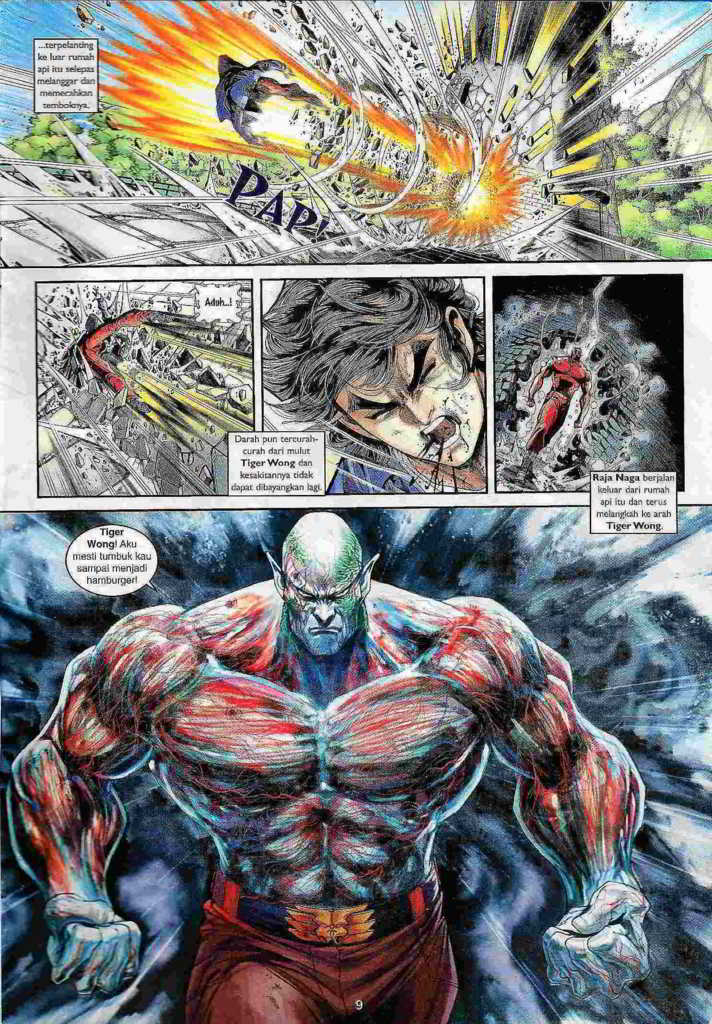 ...terpelanting
ke luar rumah
api itu selepas
melanggar dan
memecahkan
temboknya.
PAP!
Aduh..!
Darah pun tercurah-
curah dari mulut
Tiger Wong dan
kesakitannya tidak
dapat dibayangkan lagi.
Raja Naga berjalan
keluar dari rumah
api itu dan terus
melangkah ke arah
Tiger Wong.
Tiger
Wong! Aku
mesti tumbuk kau
sampai menjadi
hamburger!
9